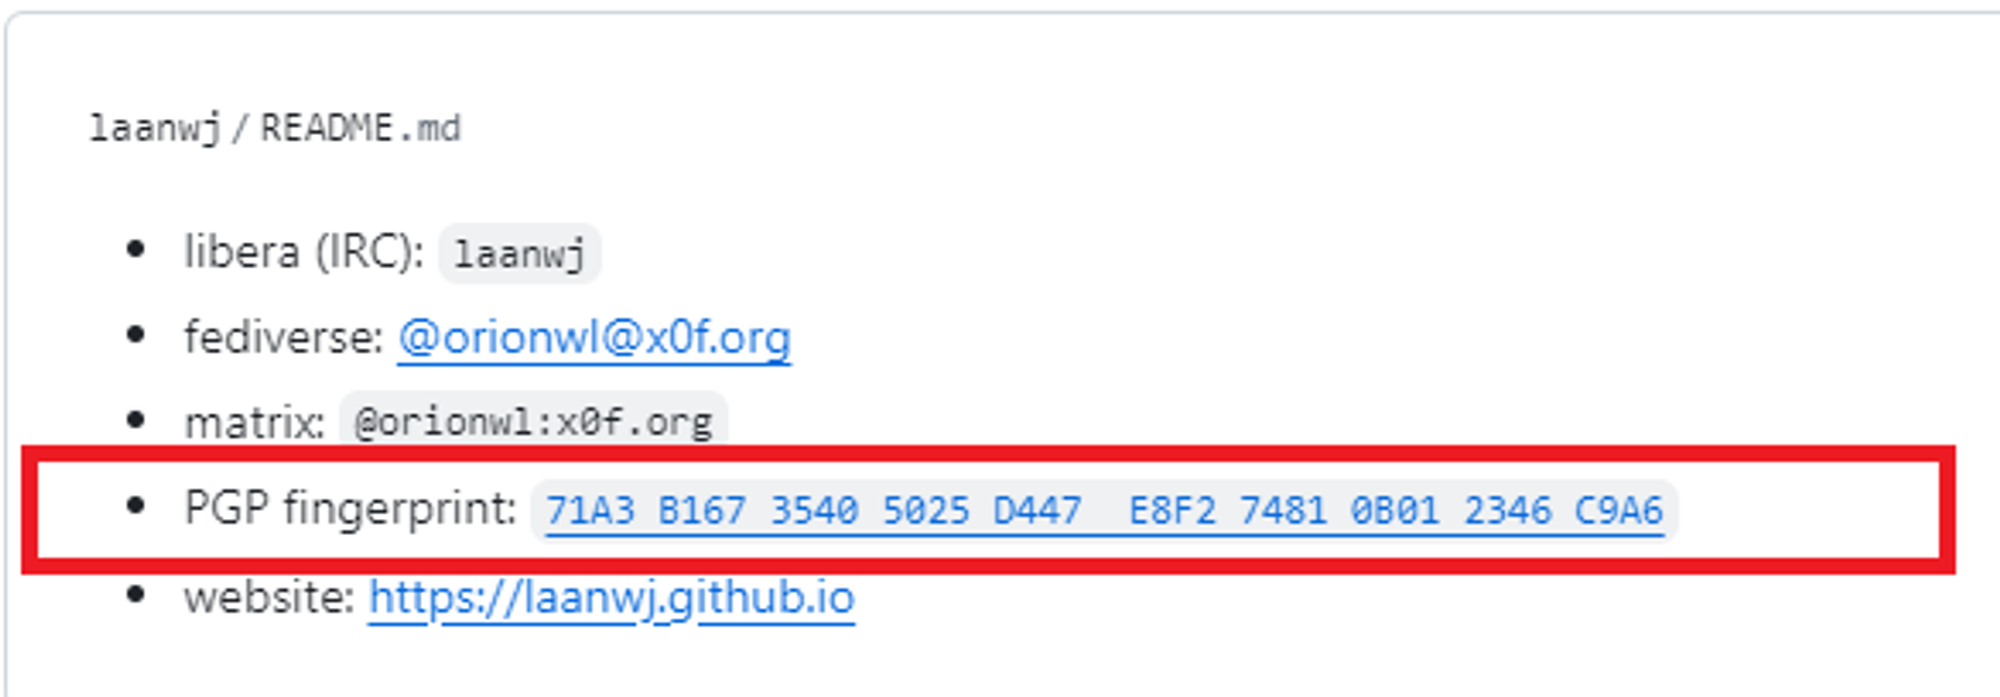 laanwj/README.md
libera (IRC): laanwj
fediverse: @orionwl@x0f.org
matrix: @orionwl:x0f.org
PGP fingerprint: 71A3 B167 3540 5025 D447  E8F2 7481 0B01 2346 C9A6
website: https://laanwj.github.io